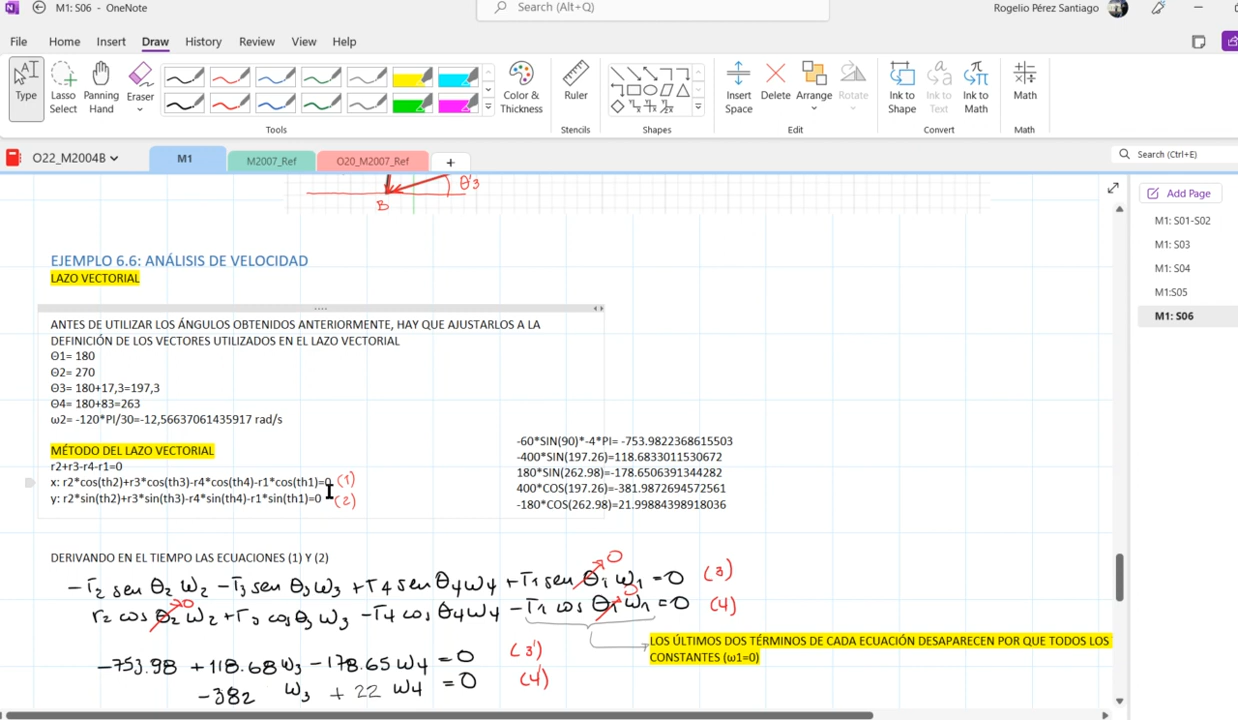 M1: S06 - OneNote
Search (Alt+Q)
Rogelio Pérez Santiago
File Home Insert Draw History Review View Help
Type
Lasso Select
Panning Hand
Eraser
Tools
Color & Thickness
Ruler
Stencils
Shapes
Insert Space
Delete
Arrange
Rotate
Edit
Ink to Shape
Ink to Text
Ink to Math
Convert
Math
Math
O22_M2004B
M1
M2007_Ref
O20_M2007_Ref
+
Search (Ctrl+E)
Add Page
M1: S01-S02
M1: S03
M1: S04
M1:S05
M1: S06
θ'3
B
EJEMPLO 6.6: ANÁLISIS DE VELOCIDAD
LAZO VECTORIAL
ANTES DE UTILIZAR LOS ÁNGULOS OBTENIDOS ANTERIORMENTE, HAY QUE AJUSTARLOS A LA
DEFINICIÓN DE LOS VECTORES UTILIZADOS EN EL LAZO VECTORIAL
Θ1= 180
Θ2= 270
Θ3= 180+17,3=197,3
Θ4= 180+83=263
ω2= -120*PI/30=-12,56637061435917 rad/s
MÉTODO DEL LAZO VECTORIAL
r2+r3-r4-r1=0
x: r2*cos(th2)+r3*cos(th3)-r4*cos(th4)-r1*cos(th1)=0 (1)
y: r2*sin(th2)+r3*sin(th3)-r4*sin(th4)-r1*sin(th1)=0 (2)
-60*SIN(90)*-4*PI= -753.9822368615503
-400*SIN(197.26)=118.6833011530672
180*SIN(262.98)=-178.6506391344282
400*COS(197.26)=-381.9872694572561
-180*COS(262.98)=21.99884398918036
DERIVANDO EN EL TIEMPO LAS ECUACIONES (1) Y (2)
-r2 sen θ2 ω2 - r3 sen θ3 ω3 + r4 sen θ4 ω4 + r1 sen θ1 ω1 = 0 (3)
0
r2 cos θ2 ω2 + r3 cos θ3 ω3 - r4 cos θ4 ω4 - r1 cos θ1 ω1 = 0 (4)
0 0
LOS ÚLTIMOS DOS TÉRMINOS DE CADA ECUACIÓN DESAPARECEN POR QUE TODOS LOS
CONSTANTES (ω1=0)
-753.98 + 118.68 ω3 - 178.65 ω4 = 0 (3')
-382 ω3 + 22 ω4 = 0 (4')